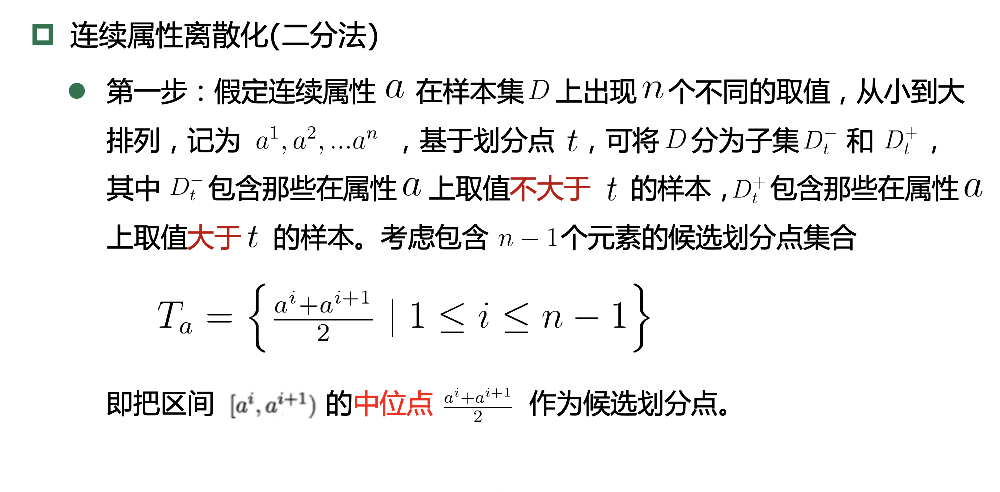 连续属性离散化(二分法)
第一步：假定连续属性 $a$ 在样本集 $D$ 上出现 $n$ 个不同的取值，从小到大
排列，记为 $a^1, a^2, ... a^n$ ，基于划分点 $t$，可将 $D$ 分为子集 $D_t^-$ 和 $D_t^+$ ，
其中 $D_t^-$ 包含那些在属性 $a$ 上取值不大于 $t$ 的样本，$D_t^+$ 包含那些在属性 $a$
上取值大于 $t$ 的样本。考虑包含 $n-1$ 个元素的候选划分点集合
$T_a = \left\{ \frac{a^i + a^{i+1}}{2} \mid 1 \leq i \leq n-1 \right\}$
即把区间 $[a^i, a^{i+1})$ 的中位点 $\frac{a^i + a^{i+1}}{2}$ 作为候选划分点。